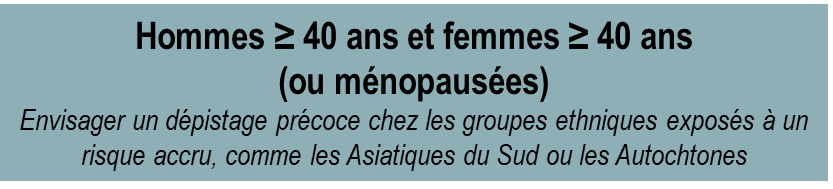 Hommes ≥ 40 ans et femmes ≥ 40 ans
(ou ménopausées)
Envisager un dépistage précoce chez les groupes ethniques exposés à un
risque accru, comme les Asiatiques du Sud ou les Autochtones